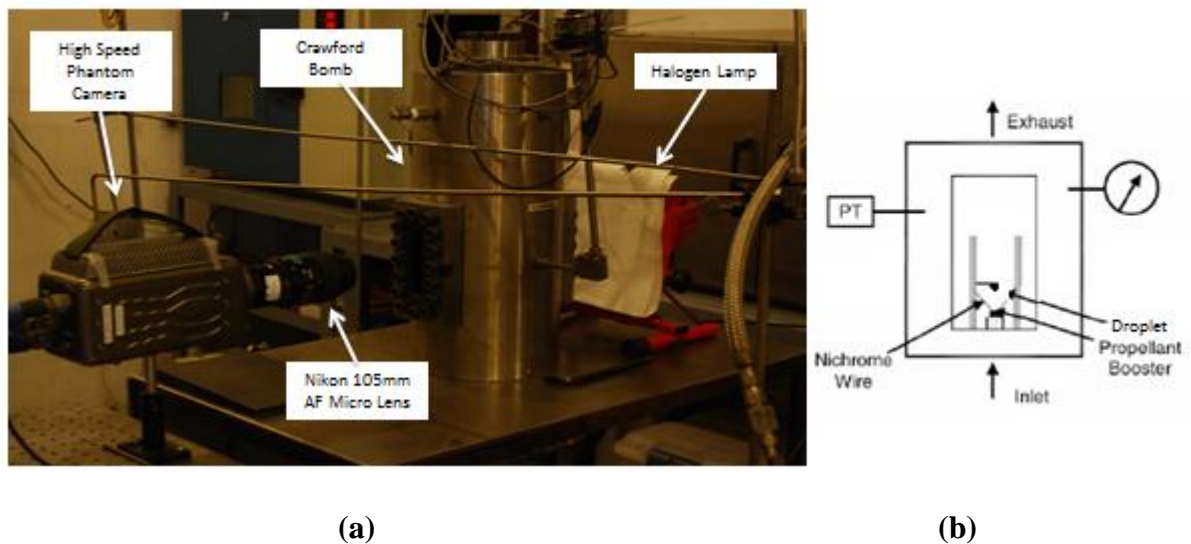 High Speed
Phantom
Camera
Crawford
Bomb
Halogen Lamp
Nikon 105mm
AF Micro Lens
Exhaust
PT
Droplet
Propellant
Booster
Nichrome
Wire
Inlet
(a)
(b)